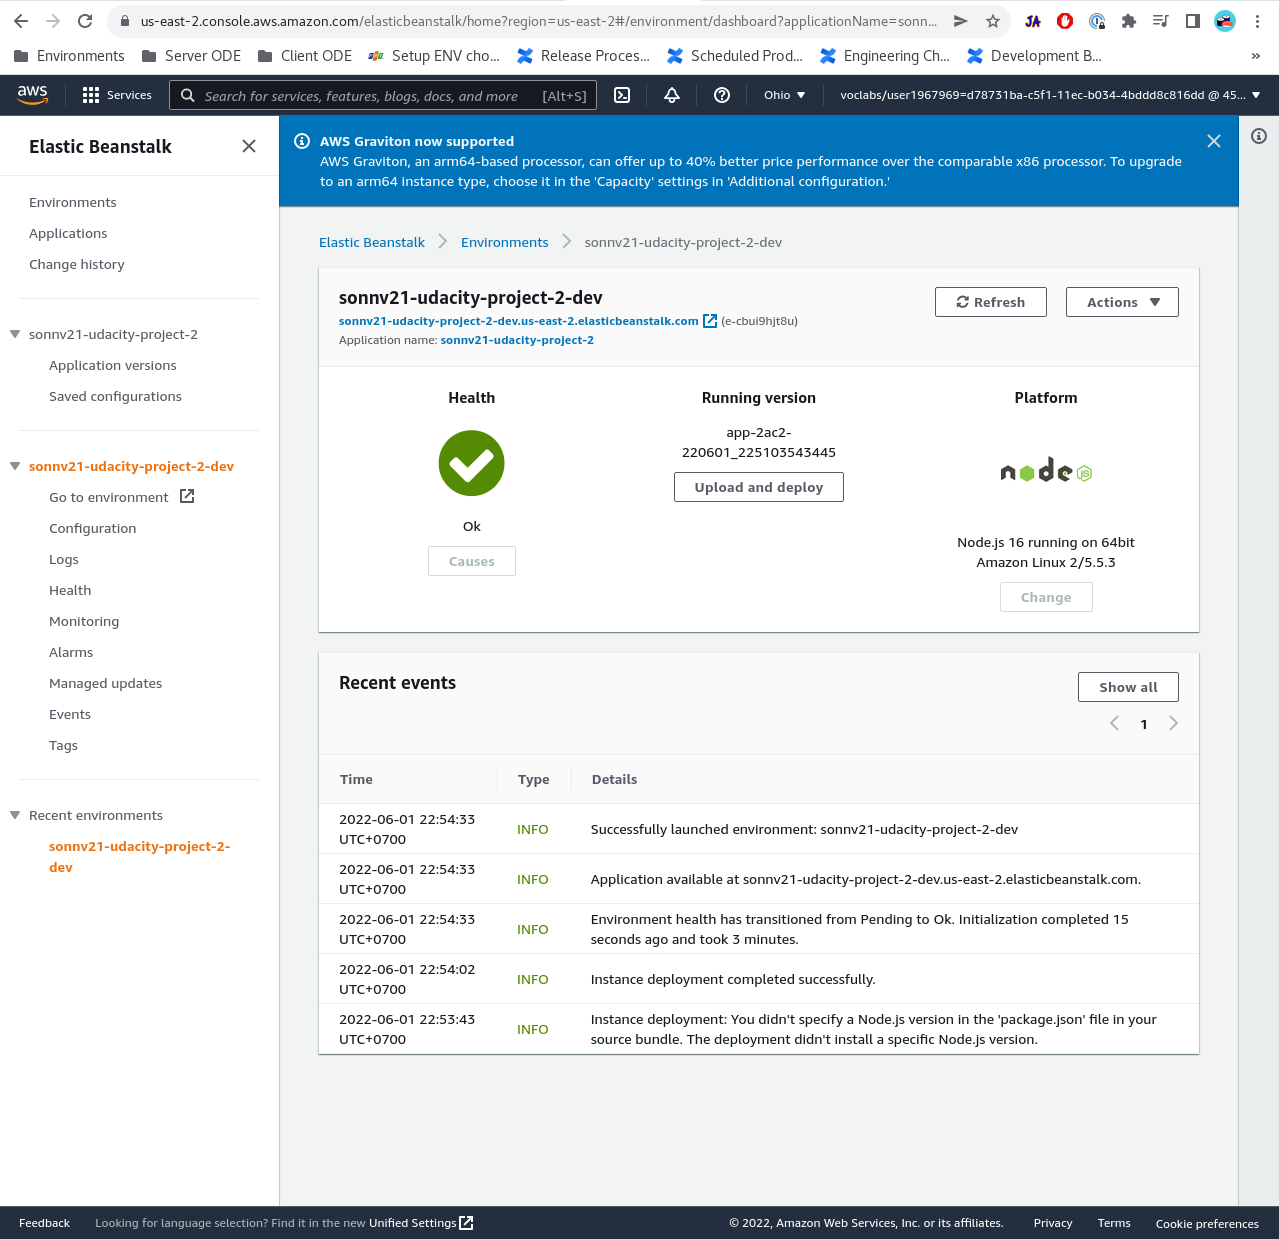 us-east-2.console.aws.amazon.com/elasticbeanstalk/home?region=us-east-2#/environment/dashboard?applicationName=sonn...
JA
Environments
Server ODE
Client ODE
Setup ENV cho...
Release Proces...
Scheduled Prod...
Engineering Ch...
Development B...
»
aws
Services
Search for services, features, blogs, docs, and more
[Alt+S]
Ohio
voclabs/user1967969=d78731ba-c5f1-11ec-b034-4bddd8c816dd @ 45...
Elastic Beanstalk
Environments
Applications
Change history
sonnv21-udacity-project-2
Application versions
Saved configurations
sonnv21-udacity-project-2-dev
Go to environment
Configuration
Logs
Health
Monitoring
Alarms
Managed updates
Events
Tags
Recent environments
sonnv21-udacity-project-2-
dev
AWS Graviton now supported
AWS Graviton, an arm64-based processor, can offer up to 40% better price performance over the comparable x86 processor. To upgrade
to an arm64 instance type, choose it in the 'Capacity' settings in 'Additional configuration.'
Elastic Beanstalk
Environments
sonnv21-udacity-project-2-dev
sonnv21-udacity-project-2-dev
sonnv21-udacity-project-2-dev.us-east-2.elasticbeanstalk.com (e-cbui9hjt8u)
Application name: sonnv21-udacity-project-2
Refresh
Actions
Health
Ok
Causes
Running version
app-2ac2-
220601_225103543445
Upload and deploy
Platform
node JS
Node.js 16 running on 64bit
Amazon Linux 2/5.5.3
Change
Recent events
Show all
1
Time Type Details
2022-06-01 22:54:33
UTC+0700
INFO
Successfully launched environment: sonnv21-udacity-project-2-dev
2022-06-01 22:54:33
UTC+0700
INFO
Application available at sonnv21-udacity-project-2-dev.us-east-2.elasticbeanstalk.com.
2022-06-01 22:54:33
UTC+0700
INFO
Environment health has transitioned from Pending to Ok. Initialization completed 15
seconds ago and took 3 minutes.
2022-06-01 22:54:02
UTC+0700
INFO
Instance deployment completed successfully.
2022-06-01 22:53:43
UTC+0700
INFO
Instance deployment: You didn't specify a Node.js version in the 'package.json' file in your
source bundle. The deployment didn't install a specific Node.js version.
Feedback
Looking for language selection? Find it in the new Unified Settings
© 2022, Amazon Web Services, Inc. or its affiliates.
Privacy
Terms
Cookie preferences